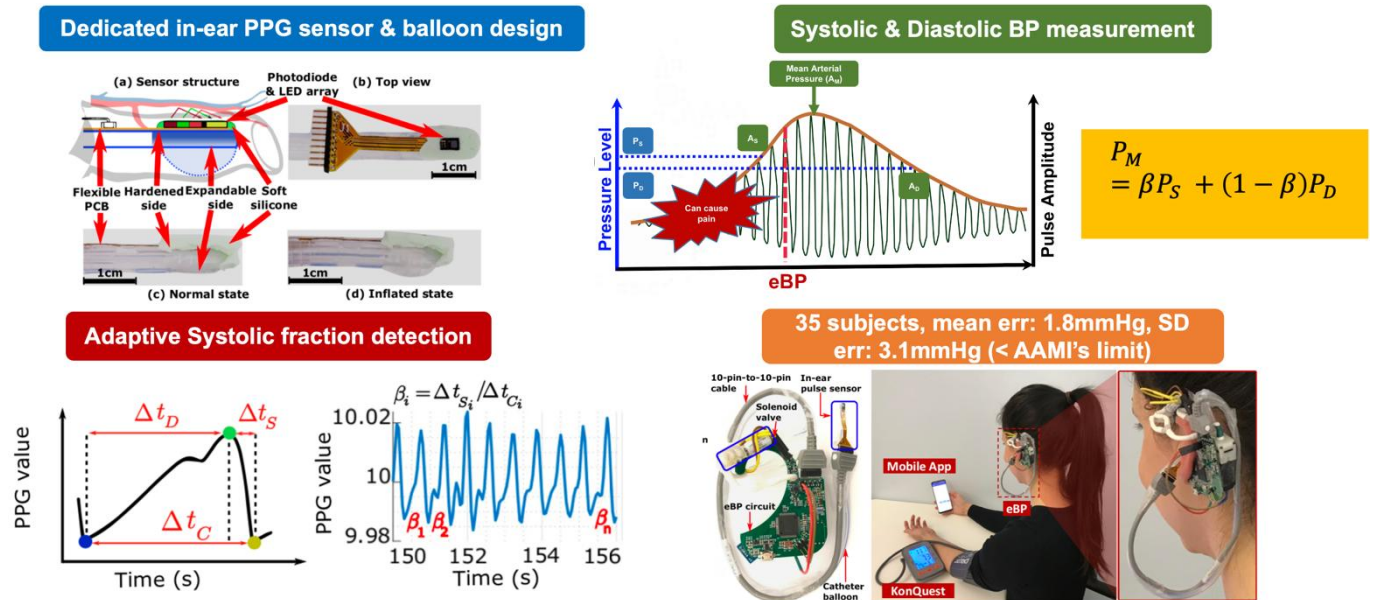 Dedicated in-ear PPG sensor & balloon design
(a) Sensor structure
Photodiode
& LED array
(b) Top view
1cm
Flexible
PCB
Hardened
side
Expandable
side
Soft
silicone
1cm
1cm
(c) Normal state
(d) Inflated state
Systolic & Diastolic BP measurement
Mean Arterial
Pressure (AM)
Pressure Level
PS
PD
AS
AD
Can cause
pain
eBP
Pulse Amplitude
PM
= βPS + (1 − β)PD
Adaptive Systolic fraction detection
PPG value
ΔtD
ΔtS
ΔtC
Time (s)
βi = ΔtSi/ΔtCi
PPG value
10.02
10
9.98
β1
β2
βn
150
152
154
156
Time (s)
35 subjects, mean err: 1.8mmHg, SD
err: 3.1mmHg (< AAMI's limit)
10-pin-to-10-pin
cable
In-ear
pulse sensor
Solenoid
valve
n
eBP circuit
Catheter
balloon
Mobile App
eBP
KonQuest